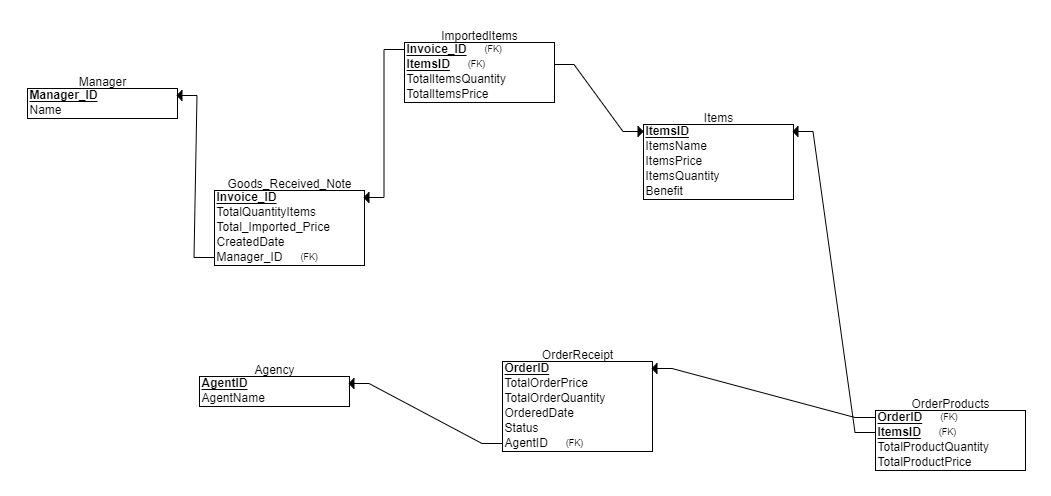 ImportedItems
Invoice_ID (FK)
ItemsID (FK)
TotalItemsQuantity
TotalItemsPrice
Manager
Manager_ID
Name
Items
ItemsID
ItemsName
ItemsPrice
ItemsQuantity
Benefit
Goods_Received_Note
Invoice_ID
TotalQuantityItems
Total_Imported_Price
CreatedDate
Manager_ID (FK)
Agency
AgentID
AgentName
OrderReceipt
OrderID
TotalOrderPrice
TotalOrderQuantity
OrderedDate
Status
AgentID (FK)
OrderProducts
OrderID (FK)
ItemsID (FK)
TotalProductQuantity
TotalProductPrice